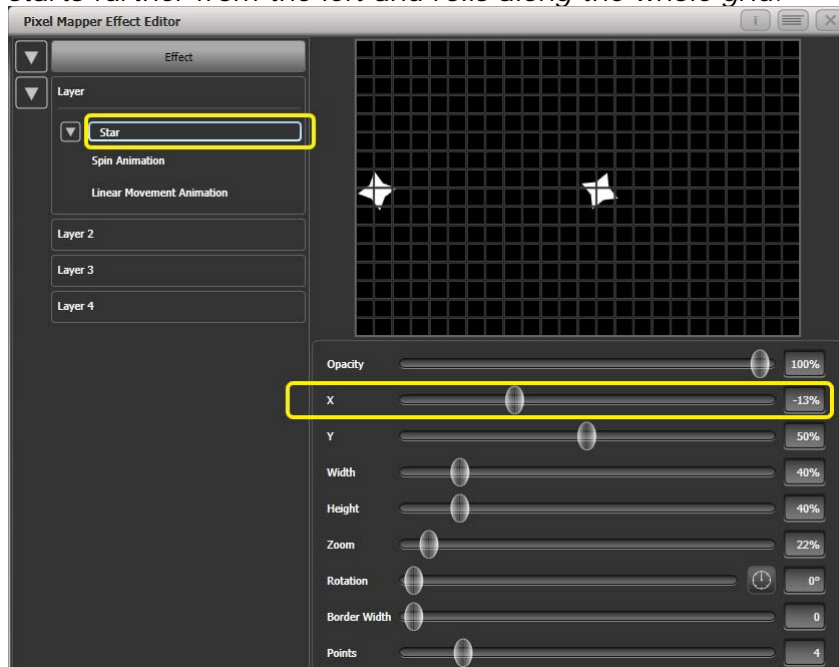 starts further from the left and rolls along the whole grid.
Pixel Mapper Effect Editor
i
X
Effect
Layer
Star
Spin Animation
Linear Movement Animation
Layer 2
Layer 3
Layer 4
Opacity 100%
X -13%
Y 50%
Width 40%
Height 40%
Zoom 22%
Rotation 0°
Border Width 0
Points 4